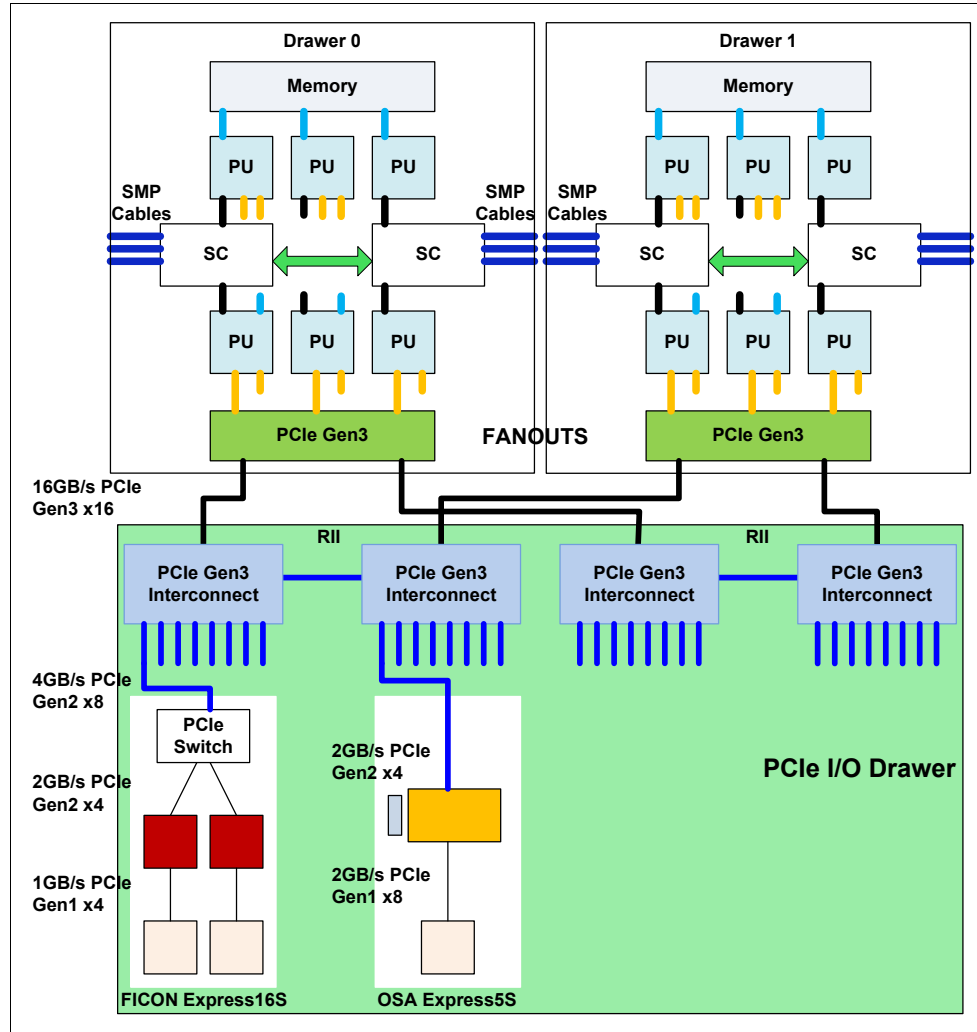 Drawer 0
Drawer 1
Memory
Memory
PU
PU
PU
PU
PU
PU
SMP
Cables
SMP
Cables
SMP
Cables
SC
SC
SC
SC
PU
PU
PU
PU
PU
PU
PCIe Gen3
FANOUTS
PCIe Gen3
16GB/s PCIe
Gen3 x16
RII
RII
PCIe Gen3
Interconnect
PCIe Gen3
Interconnect
PCIe Gen3
Interconnect
PCIe Gen3
Interconnect
4GB/s PCIe
Gen2 x8
PCIe
Switch
2GB/s PCIe
Gen2 x4
PCIe I/O Drawer
2GB/s PCIe
Gen2 x4
1GB/s PCIe
Gen1 x4
2GB/s PCIe
Gen1 x8
FICON Express16S
OSA Express5S